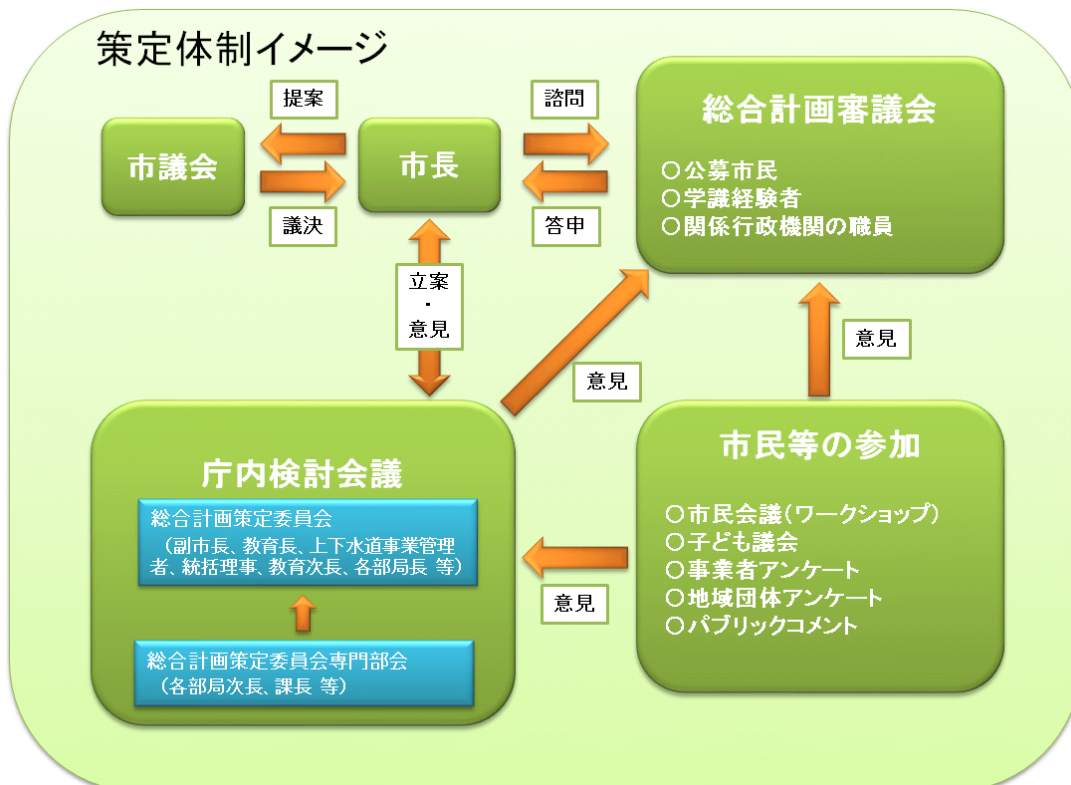 策定体制イメージ
提案
諮問
市議会
市長
議決
答申
総合計画審議会
○公募市民
○学識経験者
○関係行政機関の職員
立案
・
意見
意見
意見
庁内検討会議
総合計画策定委員会
(副市長、教育長、上下水道事業管理
者、統括理事、教育次長、各部局長 等)
総合計画策定委員会専門部会
(各部局次長、課長 等)
意見
市民等の参加
○市民会議(ワークショップ)
○子ども議会
○事業者アンケート
○地域団体アンケート
○パブリックコメント